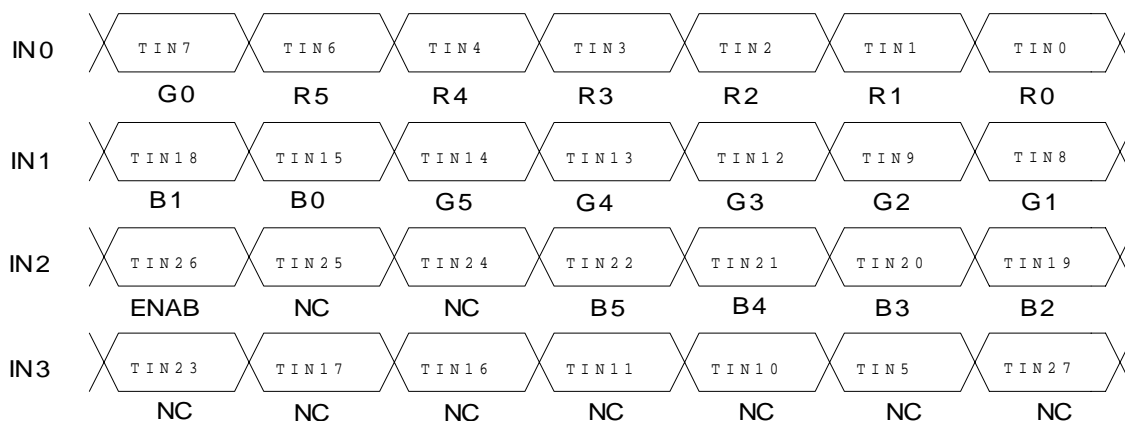 IN0 TIN7 TIN6 TIN4 TIN3 TIN2 TIN1 TIN0
G0 R5 R4 R3 R2 R1 R0
IN1 TIN18 TIN15 TIN14 TIN13 TIN12 TIN9 TIN8
B1 B0 G5 G4 G3 G2 G1
IN2 TIN26 TIN25 TIN24 TIN22 TIN21 TIN20 TIN19
ENAB NC NC B5 B4 B3 B2
IN3 TIN23 TIN17 TIN16 TIN11 TIN10 TIN5 TIN27
NC NC NC NC NC NC NC